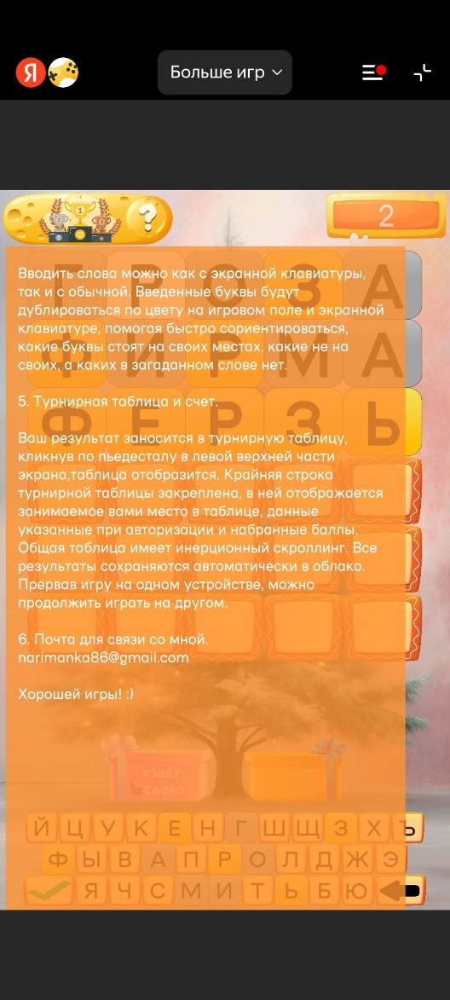 Я
Больше игр
1
2
3
?
2
Г Р О З А
Ф И Р М А
Ф Е Р З Ь
Вводить слова можно как с экранной клавиатуры,
так и с обычной. Введенные буквы будут
дублироваться по цвету на игровом поле и экранной
клавиатуре, помогая быстро сориентироваться,
какие буквы стоят на своих местах, какие не на
своих, а каких в загаданном слове нет.
5. Турнирная таблица и счет.
Ваш результат заносится в турнирную таблицу,
кликнув по пьедесталу в левой верхней части
экрана,таблица отобразится. Крайняя строка
турнирной таблицы закреплена, в ней отображается
занимаемое вами место в таблице, данные
указанные при авторизации и набранные баллы.
Общая таблица имеет инерционный скроллинг. Все
результаты сохраняются автоматически в облако.
Прервав игру на одном устройстве, можно
продолжить играть на другом.
6. Почта для связи со мной.
narimanka86@gmail.com
Хорошей игры! :)
УЗНАТЬ
СЛОВО
Й Ц У К Е Н Г Ш Щ З Х Ъ
Ф Ы В А П Р О Л Д Ж Э
Я Ч С М И Т Ь Б Ю